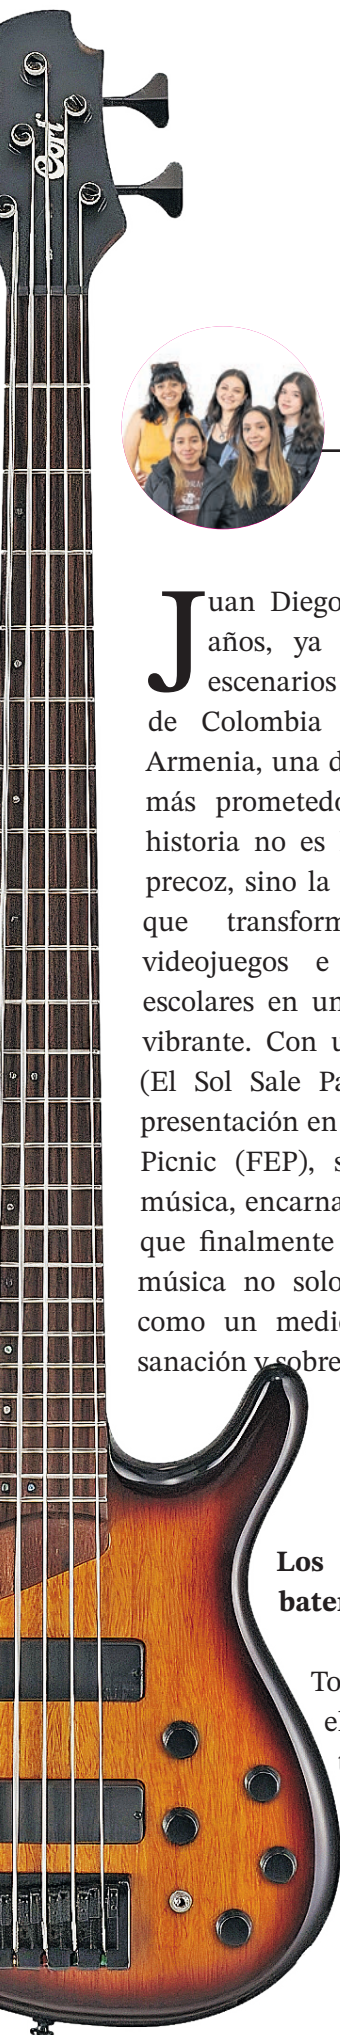 Cort
Juan Diego
años, ya
escenarios
de Colombia
Armenia, una d
más prometedo
historia no es
precoz, sino la
que transform
videojuegos e
escolares en un
vibrante. Con u
(El Sol Sale Pa
presentación en
Picnic (FEP), s
música, encarna
que finalmente
música no solo
como un medi
sanación y sobre
Los
bater
To
el
t